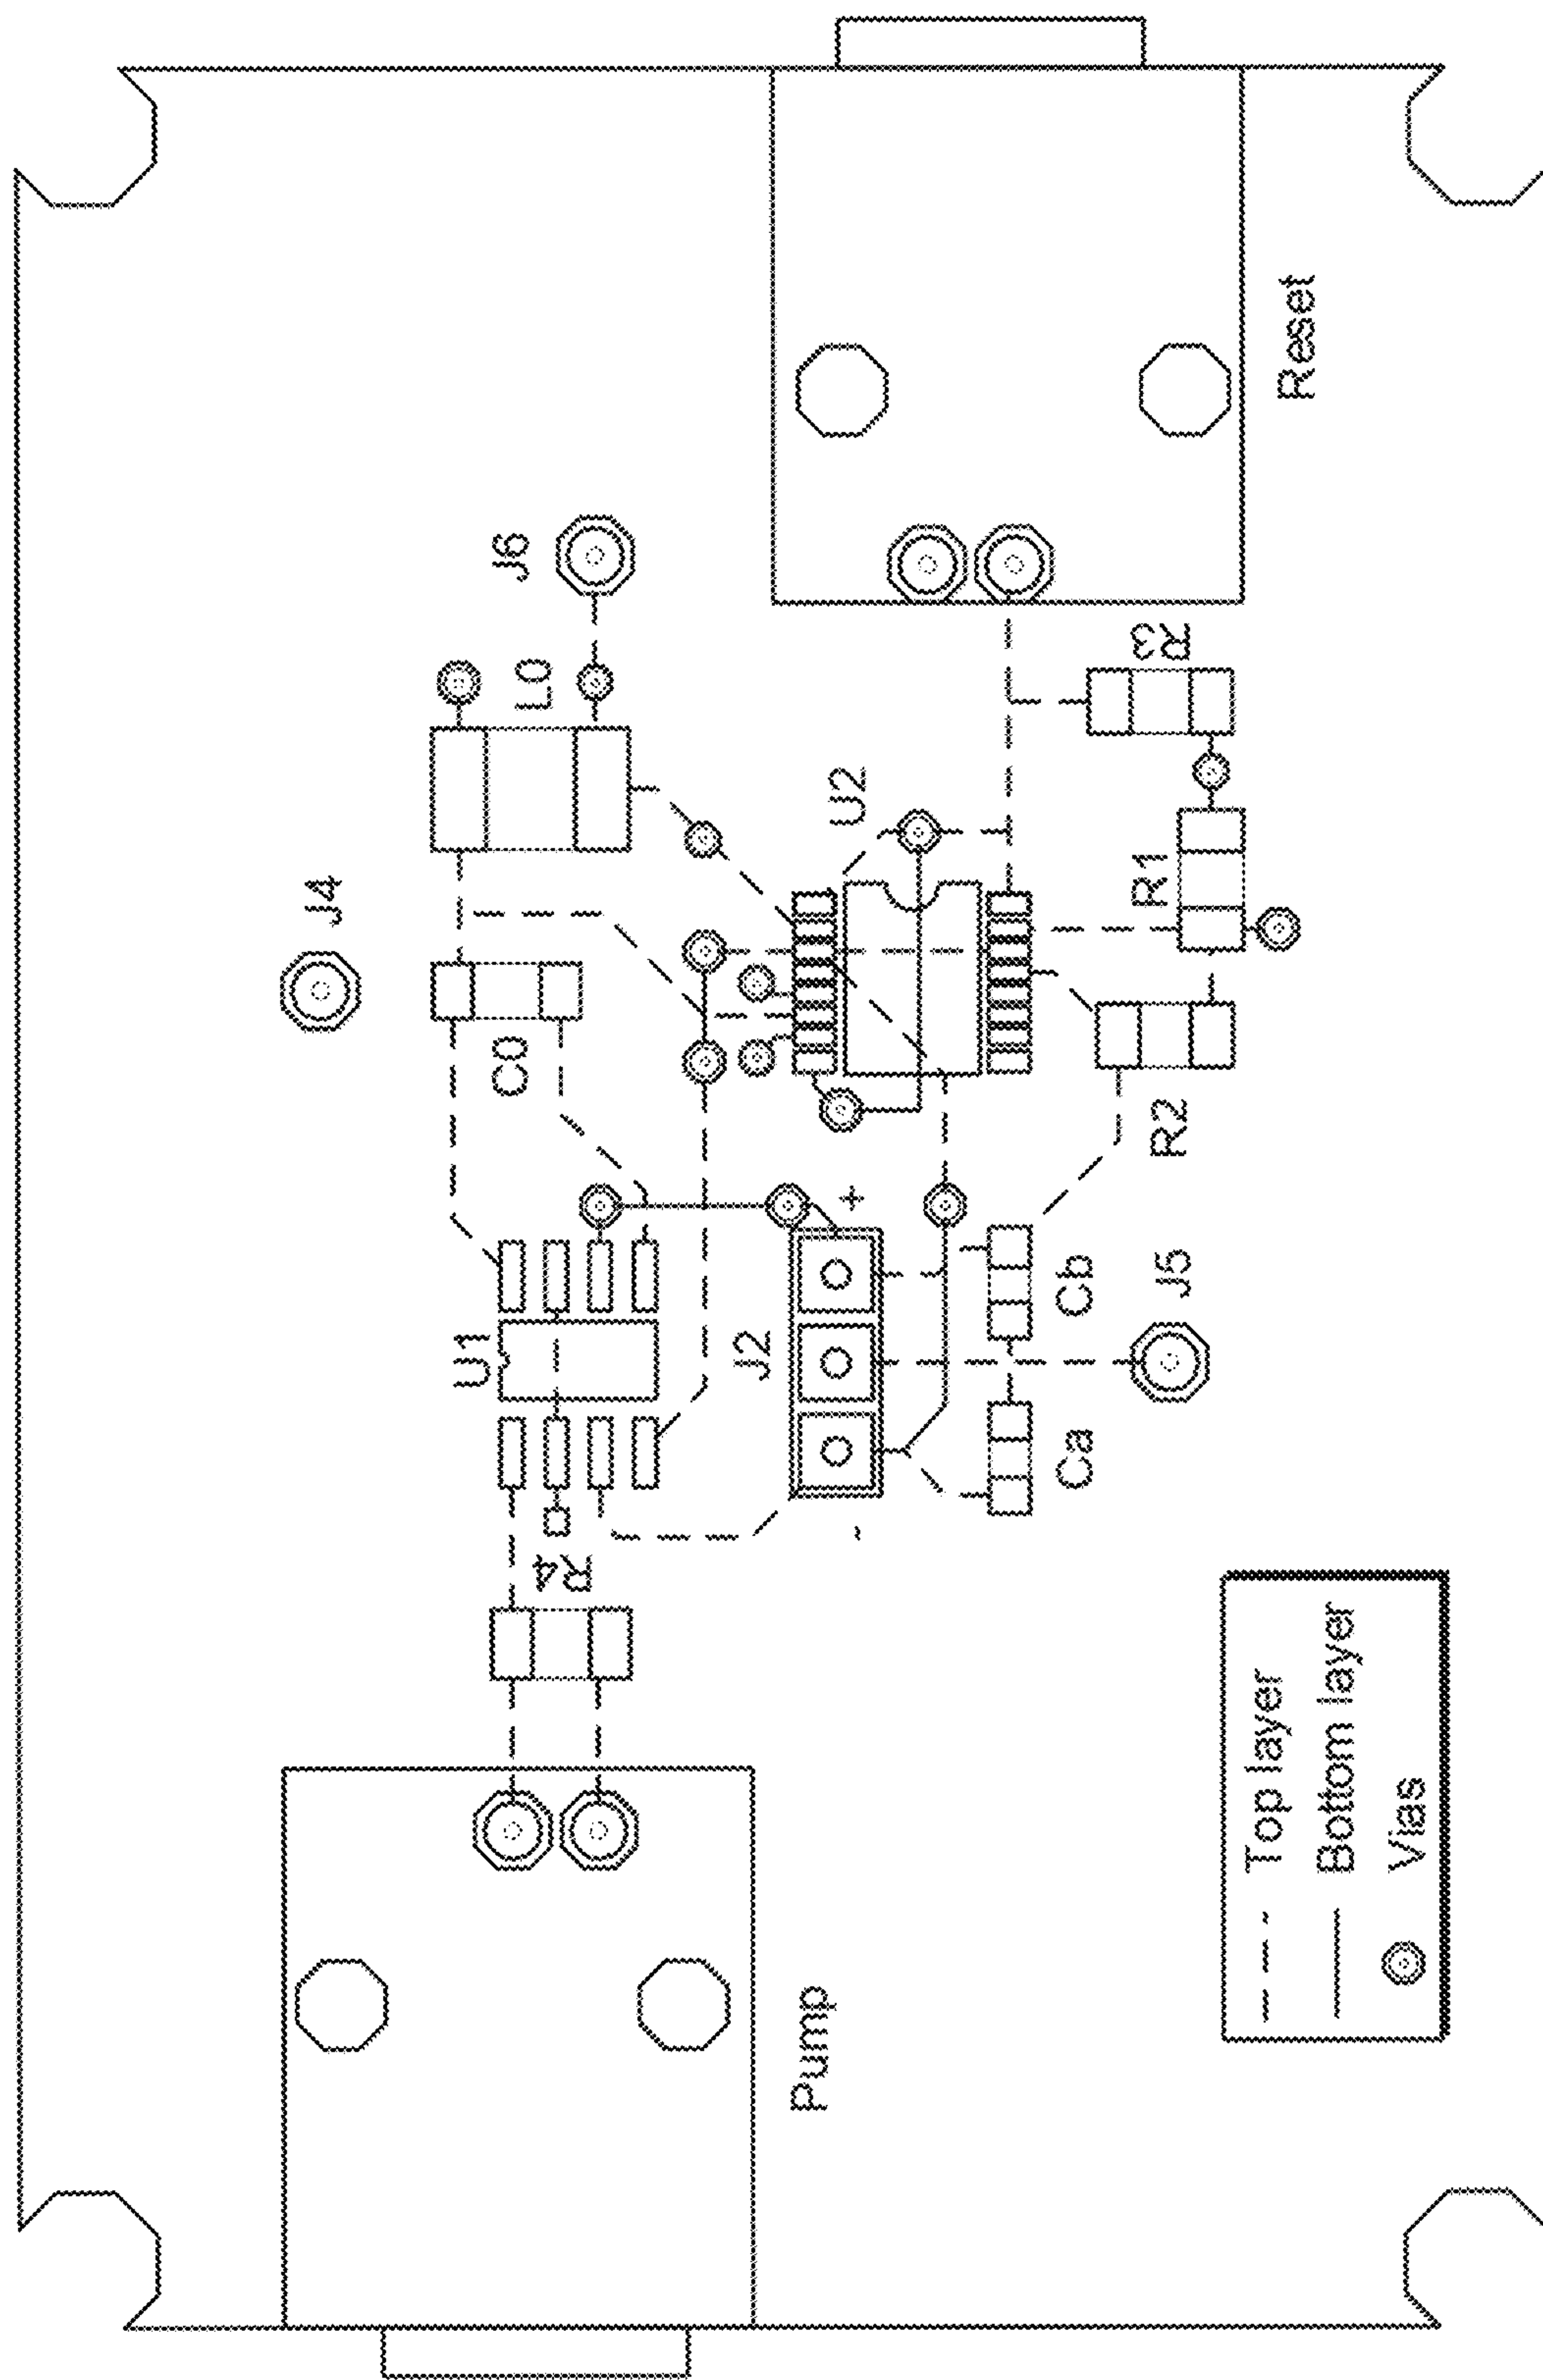 J4
J6
L0
C0
U1
R4
U2
J2
+
-
R3
R1
R2
Cb
Ca
J5
Reset
Pump
Top layer
Bottom layer
Vias